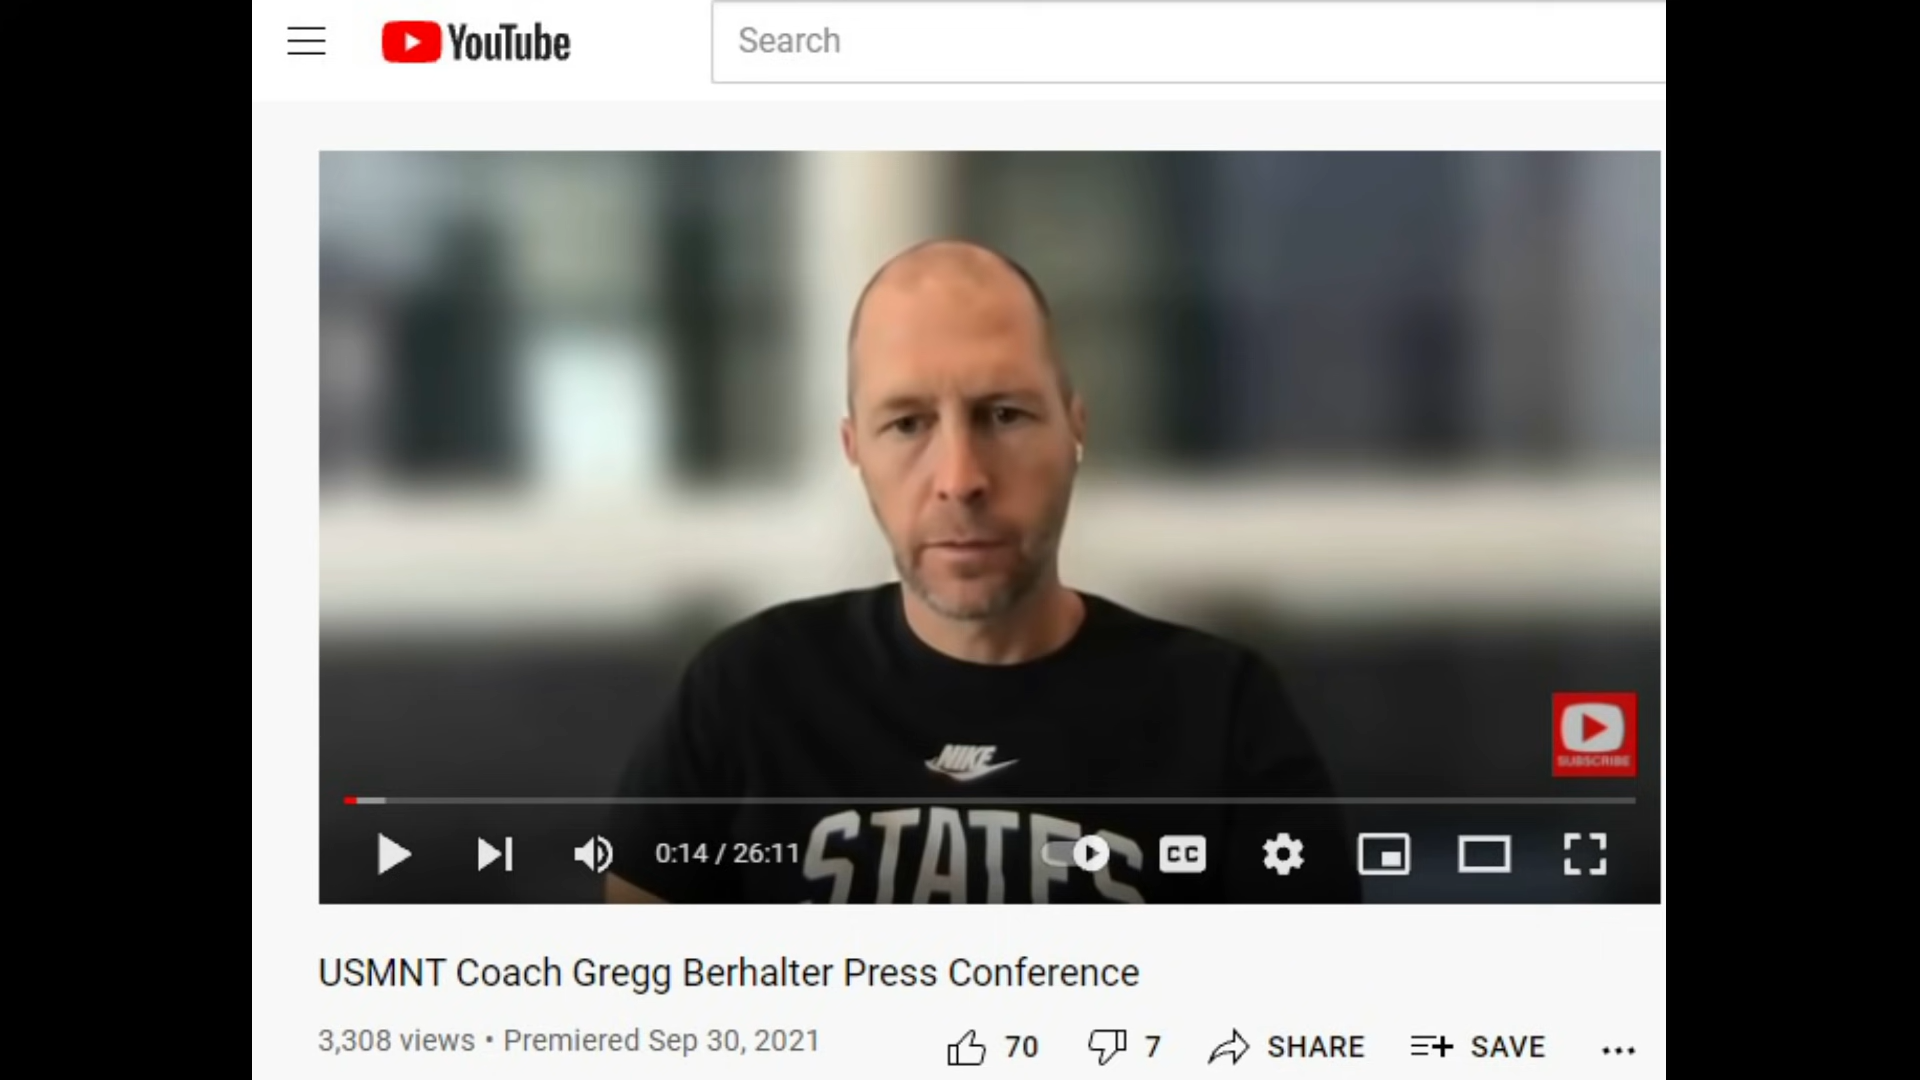 YouTube
Search
NIKE
STATES
SUBSCRIBE
0:14 / 26:11
CC
USMNT Coach Gregg Berhalter Press Conference
3,308 views • Premiered Sep 30, 2021
70
7
SHARE
SAVE